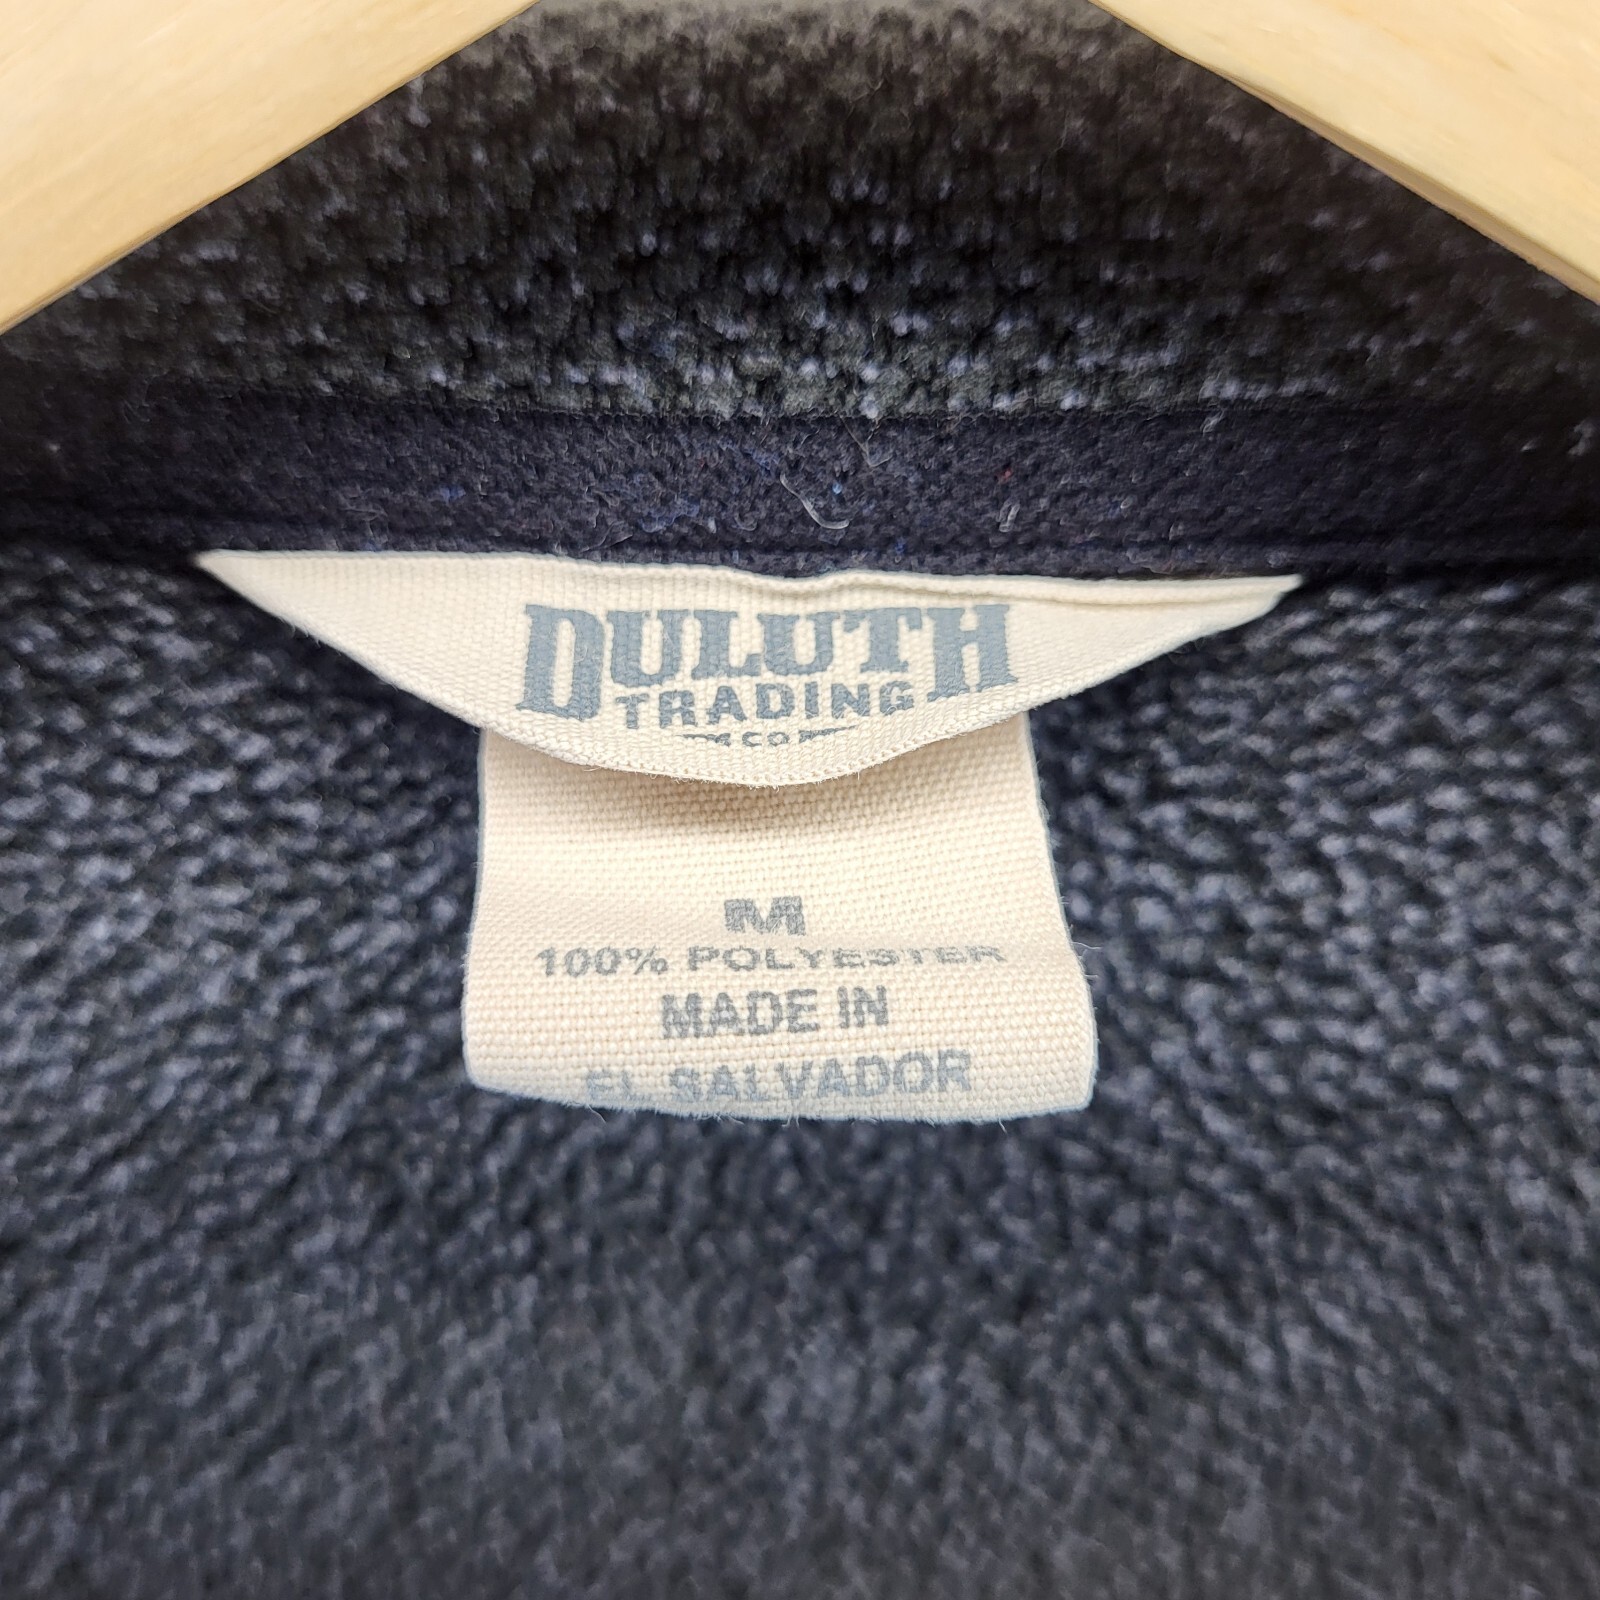 DULUTH
TRADING
CO
M
100% POLYESTER
MADE IN
EL SALVADOR